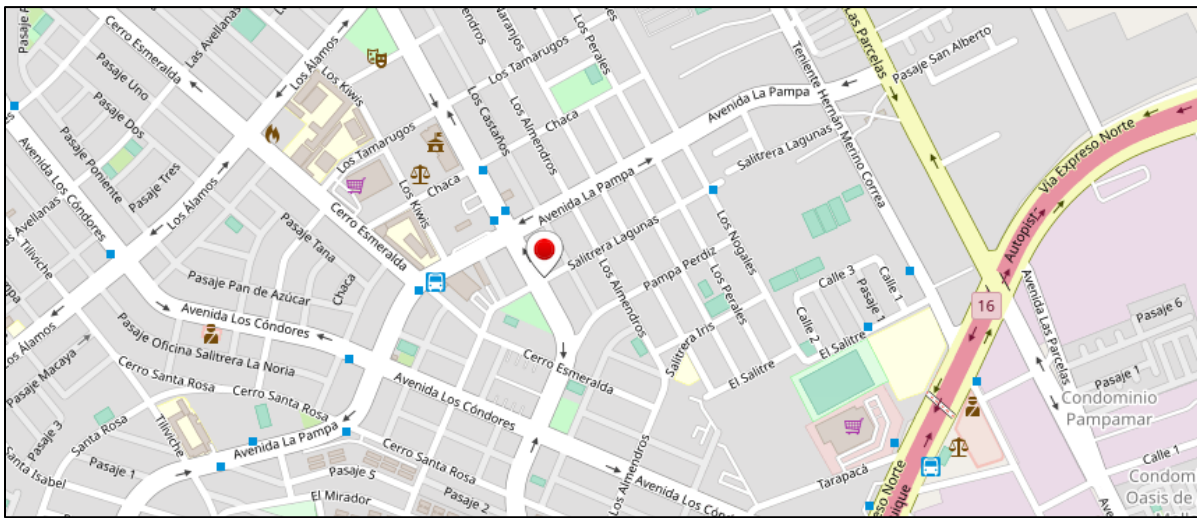 Pasaje
Cerro Esmeralda
Las Avellanas
Los Álamos
Naranjos
Los Perales
Los Tamarugos
Teniente Hernán Merino Correa
Las Parcelas
Pasaje San Alberto
Pasaje Uno
Los Kiwis
Los Castaños
Los Almendros
Chaca
Avenida La Pampa
Pasaje Dos
Vía Expreso Norte
Avenida Los Cóndores
Pasaje Poniente
Pasaje Tres
Los Tamarugos
Salitrera Lagunas
Los Álamos
Chaca
Los Kiwis
Avenida La Pampa
Avellanas
Tiliviche
Pasaje Tana
Cerro Esmeralda
Salitrera Lagunas
Los Nogales
Autopist
Pasaje Pan de Azúcar
Chaca
Los Almendros
Pampa Perdiz
Los Perales
Calle 3
Pasaje 1
Calle 1
Avenida Las Parcelas
16
Pampa
Los Álamos
Avenida Los Cóndores
Pasaje Oficina Salitrera La Noria
Salitrera Iris
Calle 2
El Salitre
Pasaje 6
Pasaje Macaya
Cerro Santa Rosa
Cerro Santa Rosa
Cerro Esmeralda
Avenida Los Cóndores
El Salitre
Pasaje 1
Condominio
Pampamar
Pasaje 3
Santa Rosa
Tiliviche
Avenida La Pampa
Cerro Santa Rosa
Los Almendros
Santa Isabel
Pasaje 1
Pasaje 5
Pasaje 2
El Mirador
Tarapacá
Calle 1
Condom
Oasis de